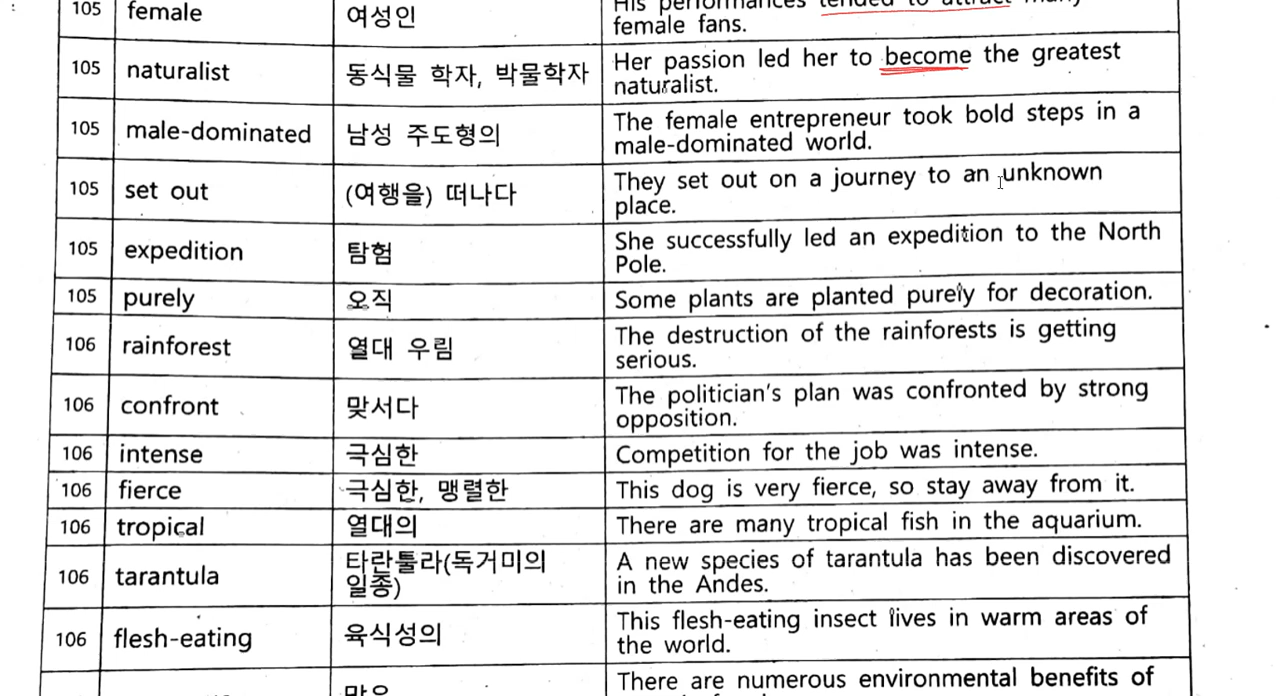 105 female 여성인 His performances tended to attract many
female fans.
105 naturalist 동식물 학자, 박물학자 Her passion led her to become the greatest
naturalist.
105 male-dominated 남성 주도형의 The female entrepreneur took bold steps in a
male-dominated world.
105 set out (여행을) 떠나다 They set out on a journey to an unknown
place.
105 expedition 탐험 She successfully led an expedition to the North
Pole.
105 purely 오직 Some plants are planted purely for decoration.
106 rainforest 열대 우림 The destruction of the rainforests is getting
serious.
106 confront 맞서다 The politician's plan was confronted by strong
opposition.
106 intense 극심한 Competition for the job was intense.
106 fierce 극심한, 맹렬한 This dog is very fierce, so stay away from it.
106 tropical 열대의 There are many tropical fish in the aquarium.
106 tarantula 타란툴라(독거미의
일종) A new species of tarantula has been discovered
in the Andes.
106 flesh-eating 육식성의 This flesh-eating insect lives in warm areas of
the world.
많은 There are numerous environmental benefits of